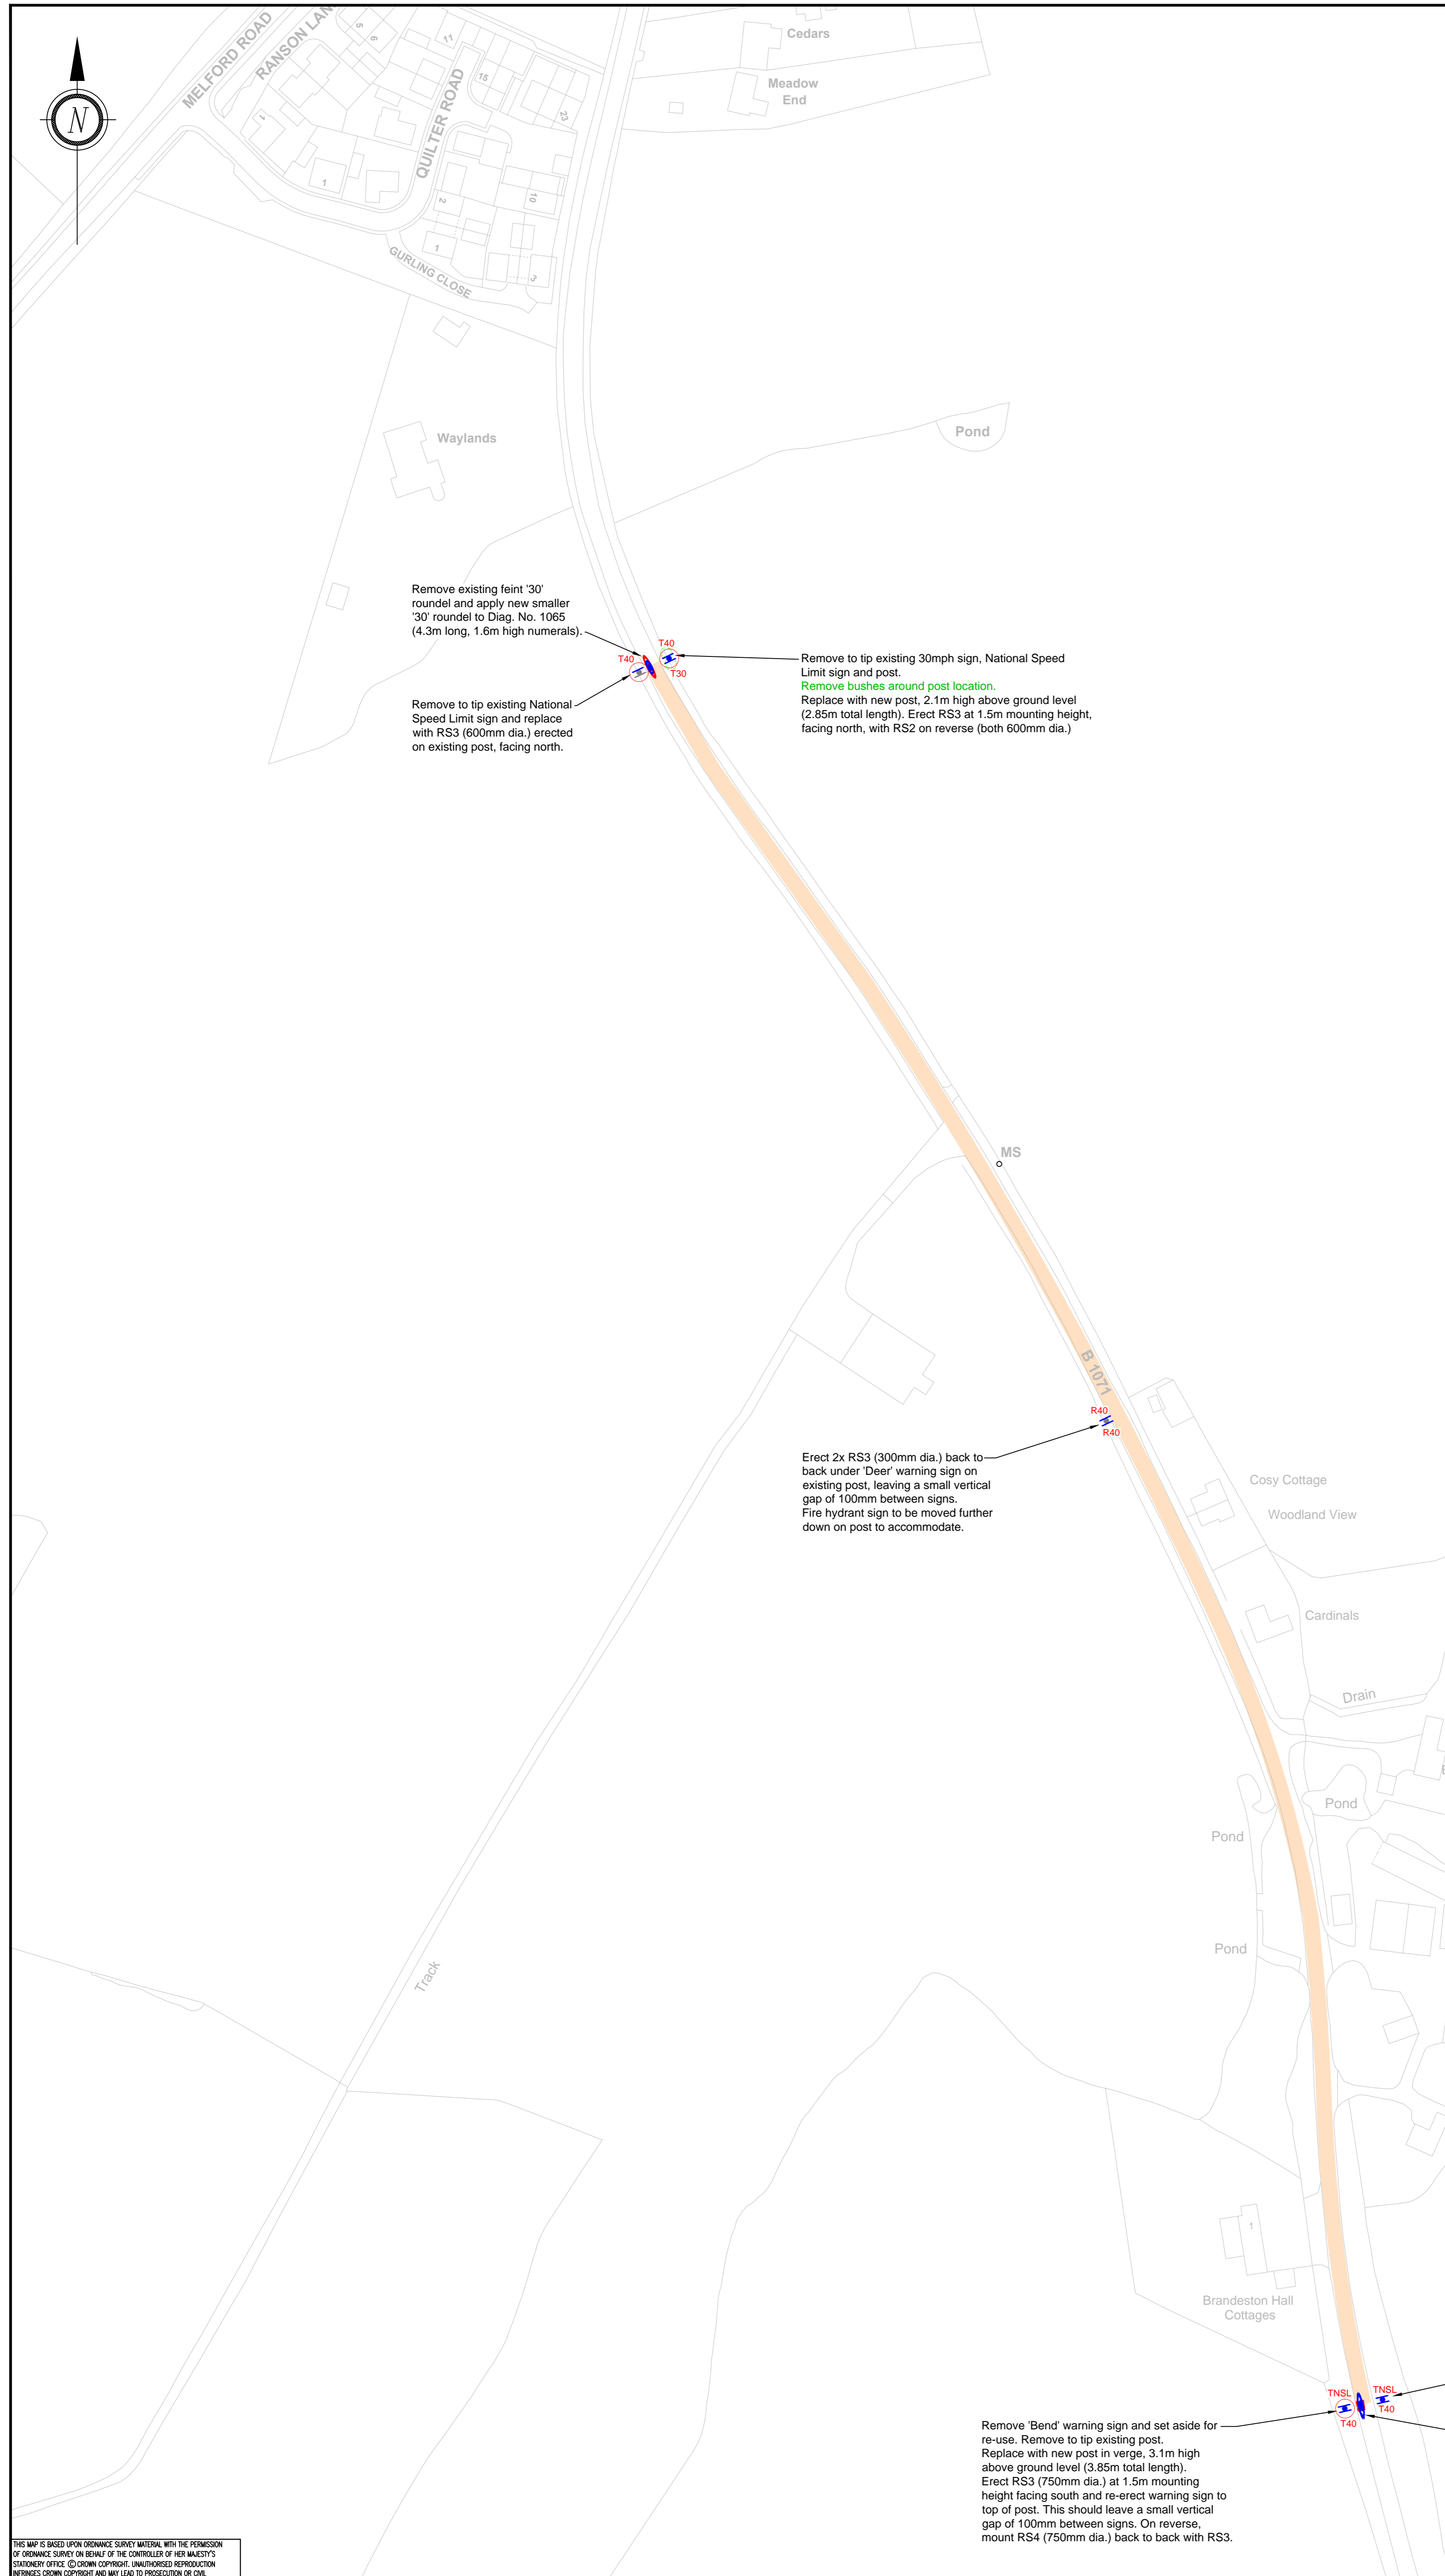 MELFORD ROAD
RANSON LAN
5
6
11
15
23
1
1
QUILTER ROAD
2
10
1
3
GURLING CLOSE
Cedars
Meadow
End
N
Waylands
Pond
Remove existing feint '30'
roundel and apply new smaller
'30' roundel to Diag. No. 1065
(4.3m long, 1.6m high numerals).
T40
T40
T30
Remove to tip existing 30mph sign, National Speed
Limit sign and post.
Remove bushes around post location.
Replace with new post, 2.1m high above ground level
(2.85m total length). Erect RS3 at 1.5m mounting height,
facing north, with RS2 on reverse (both 600mm dia.)
Remove to tip existing National
Speed Limit sign and replace
with RS3 (600mm dia.) erected
on existing post, facing north.
MS
B 1071
R40
R40
Erect 2x RS3 (300mm dia.) back to
back under 'Deer' warning sign on
existing post, leaving a small vertical
gap of 100mm between signs.
Fire hydrant sign to be moved further
down on post to accommodate.
Cosy Cottage
Woodland View
Cardinals
Drain
Pond
Pond
Pond
Track
1
Brandeston Hall
Cottages
TNSL
T40
TNSL
T40
Remove 'Bend' warning sign and set aside for
re-use. Remove to tip existing post.
Replace with new post in verge, 3.1m high
above ground level (3.85m total length).
Erect RS3 (750mm dia.) at 1.5m mounting
height facing south and re-erect warning sign to
top of post. This should leave a small vertical
gap of 100mm between signs. On reverse,
mount RS4 (750mm dia.) back to back with RS3.
THIS MAP IS BASED UPON ORDNANCE SURVEY MATERIAL WITH THE PERMISSION
OF ORDNANCE SURVEY ON BEHALF OF THE CONTROLLER OF HER MAJESTY'S
STATIONERY OFFICE © CROWN COPYRIGHT. UNAUTHORISED REPRODUCTION
INFRINGES CROWN COPYRIGHT AND MAY LEAD TO PROSECUTION OR CIVIL